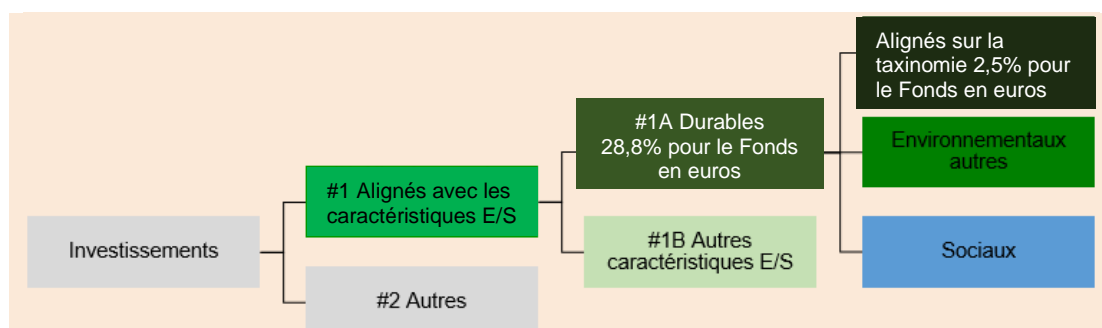 Investissements
#1 Alignés avec les
caractéristiques E/S
#2 Autres
#1A Durables
28,8% pour le Fonds
en euros
#1B Autres
caractéristiques E/S
Alignés sur la
taxinomie 2,5% pour
le Fonds en euros
Environnementaux
autres
Sociaux